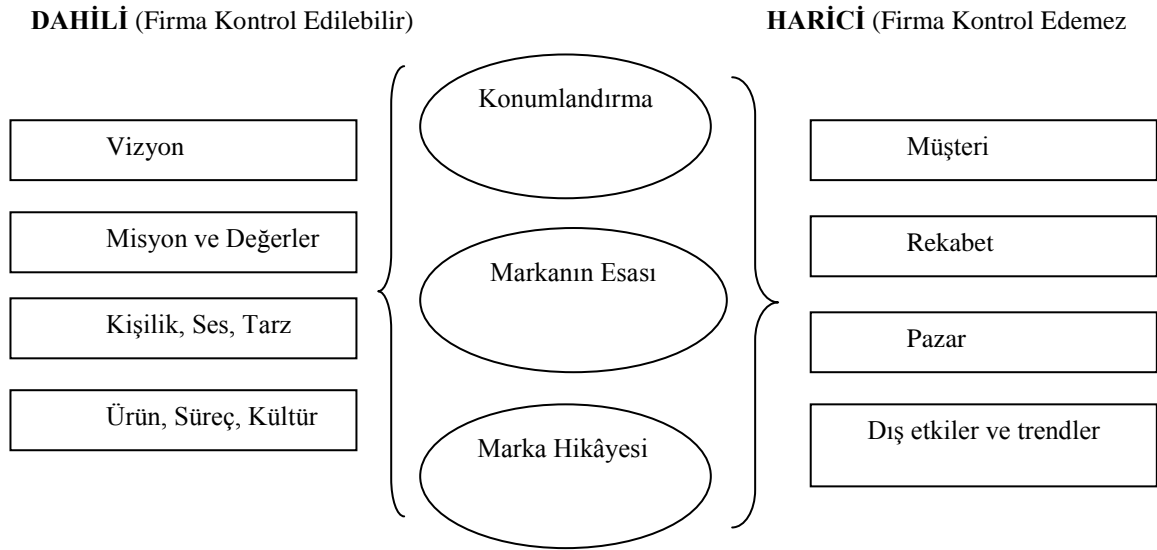 DAHİLİ (Firma Kontrol Edilebilir)
HARİCİ (Firma Kontrol Edemez
Konumlandırma
Vizyon
Müşteri
Misyon ve Değerler
Rekabet
Markanın Esası
Kişilik, Ses, Tarz
Pazar
Ürün, Süreç, Kültür
Dış etkiler ve trendler
Marka Hikâyesi